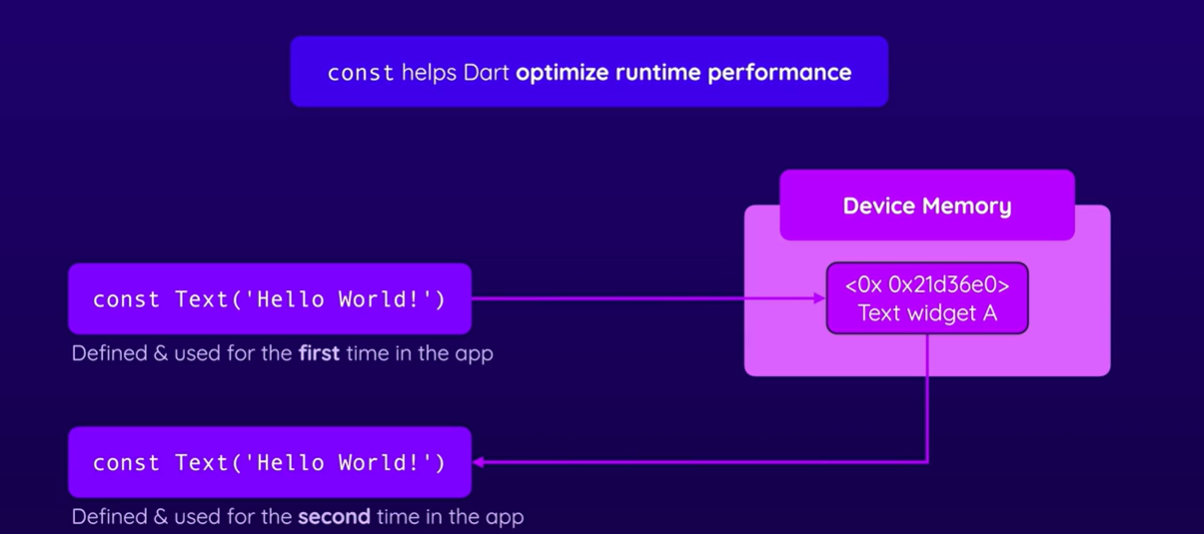 const helps Dart optimize runtime performance
Device Memory
const Text('Hello World!')
<0x 0x21d36e0>
Text widget A
Defined & used for the first time in the app
const Text('Hello World!')
Defined & used for the second time in the app